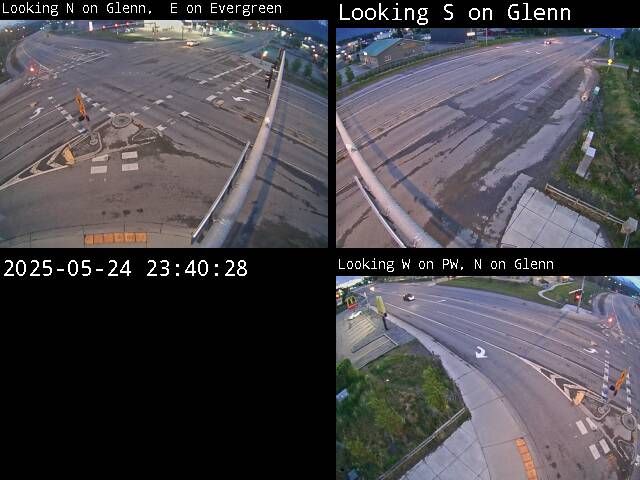 Looking N on Glenn,  E on Evergreen
Looking S on Glenn
2025-05-24 23:40:28
Looking W on PW, N on Glenn